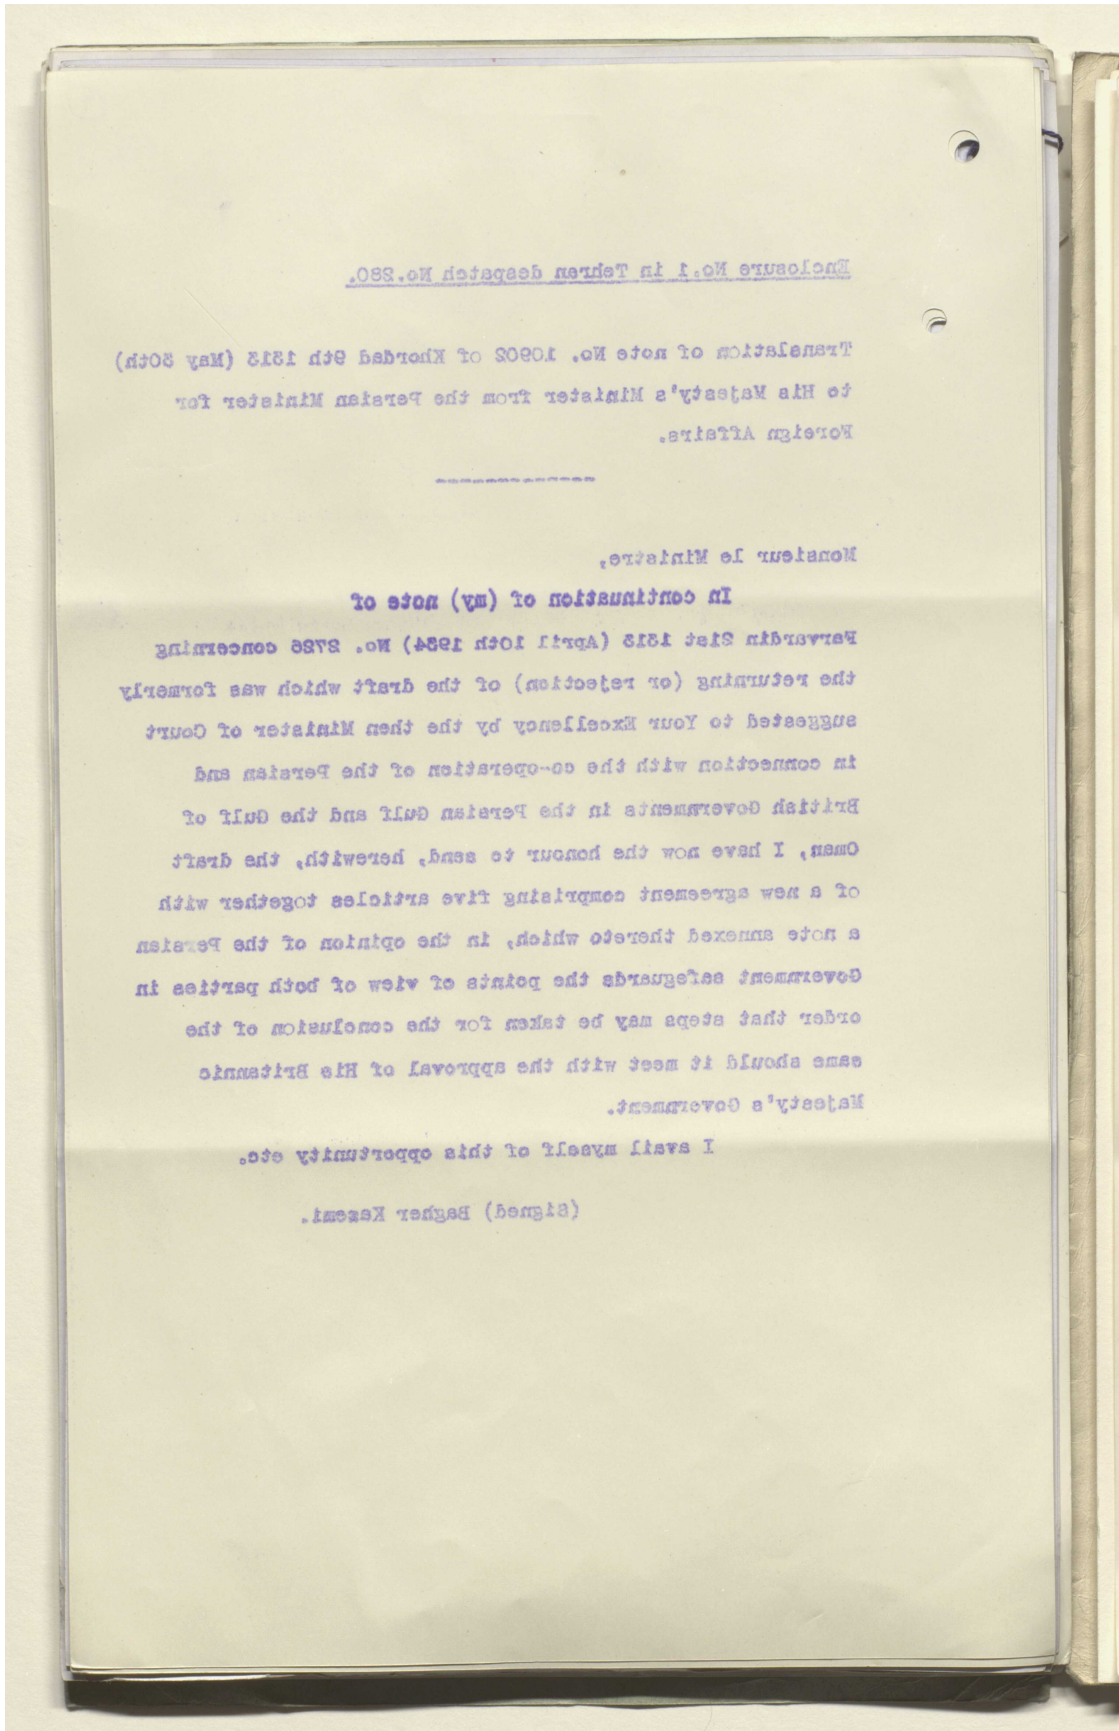 Enclosure No.1 in Tehran despatch No.280.
Translation of note No. 10902 of Khordad 9th 1313 (May 30th)
to His Majesty's Minister from the Persian Minister for
Foreign Affairs.
---------------
Monsieur le Ministre,
In continuation of (my) note of
Farvardin 21st 1313 (April 10th 1934) No. 2726 concerning
the returning (or rejection) of the draft which was formerly
suggested to Your Excellency by the then Minister of Court
in connection with the co-operation of the Persian and
British Governments in the Persian Gulf and the Gulf of
Oman, I have now the honour to send, herewith, the draft
of a new agreement comprising five articles together with
a note annexed thereto which, in the opinion of the Persian
Government safeguards the points of view of both parties in
order that steps may be taken for the conclusion of the
same should it meet with the approval of His Britannic
Majesty's Government.
I avail myself of this opportunity etc.
(Signed) Bagher Kazemi.